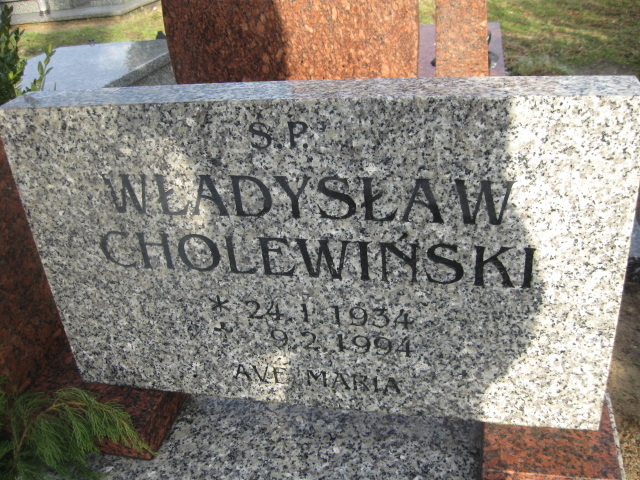 S.P.
WŁADYSŁAW
CHOLEWIŃSKI
* 24.1.1934
* 9.2.1994
AVE MARIA